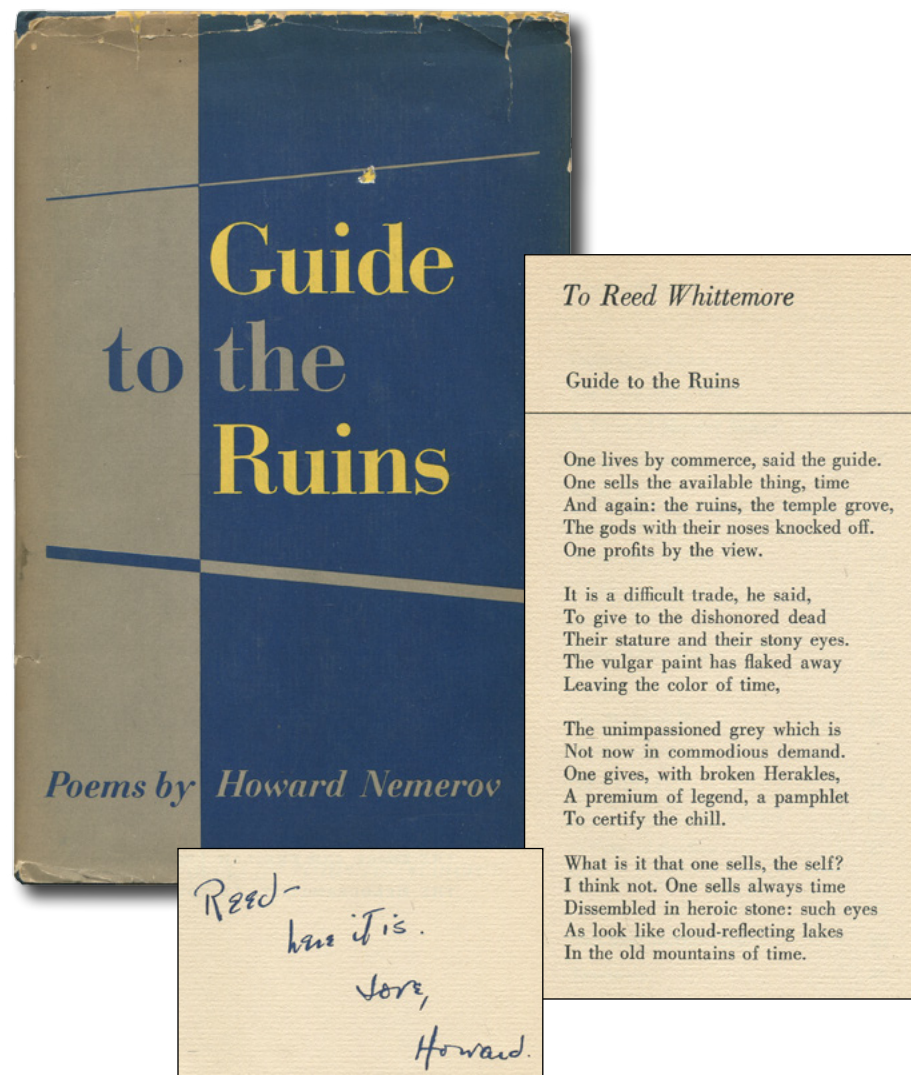 Guide
to the
Ruins
Poems by Howard Nemerov
To Reed Whittemore
Guide to the Ruins
One lives by commerce, said the guide.
One sells the available thing, time
And again: the ruins, the temple grove,
The gods with their noses knocked off.
One profits by the view.
It is a difficult trade, he said,
To give to the dishonored dead
Their stature and their stony eyes.
The vulgar paint has flaked away
Leaving the color of time,
The unimpassioned grey which is
Not now in commodious demand.
One gives, with broken Herakles,
A premium of legend, a pamphlet
To certify the chill.
What is it that one sells, the self?
I think not. One sells always time
Dissembled in heroic stone: such eyes
As look like cloud-reflecting lakes
In the old mountains of time.
Reed-
here it is.
Love,
Howard.